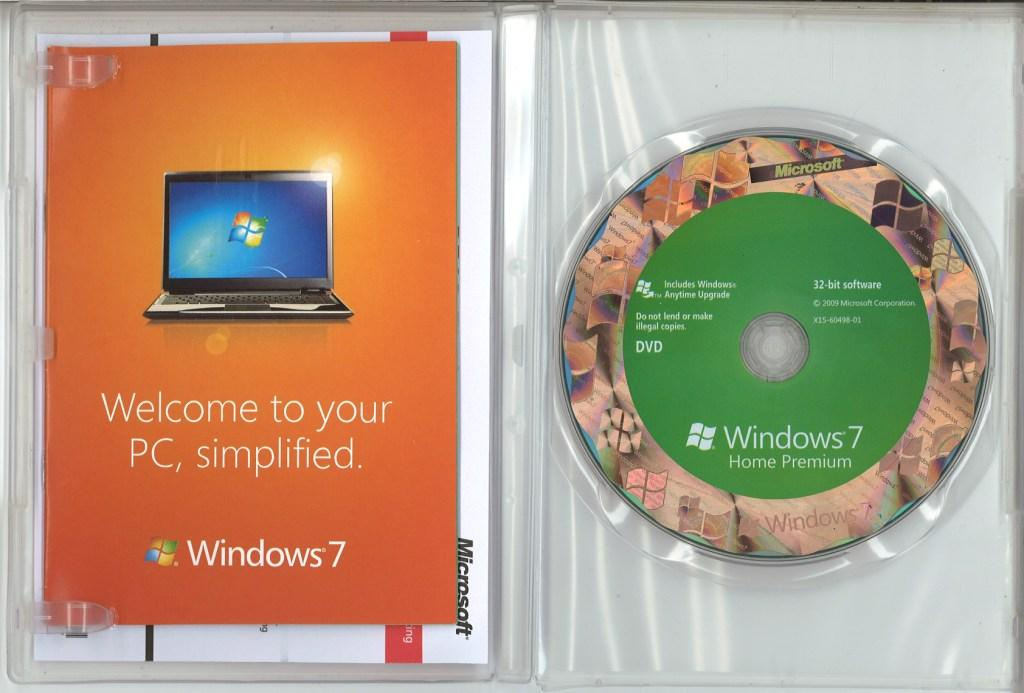 Welcome to your
PC, simplified.
Windows 7
Microsoft
ing
Microsoft
Includes Windows®
Anytime Upgrade
Do not lend or make
illegal copies.
DVD
32-bit software
© 2009 Microsoft Corporation.
X15-60498-01
Windows 7
Home Premium
Windows 7